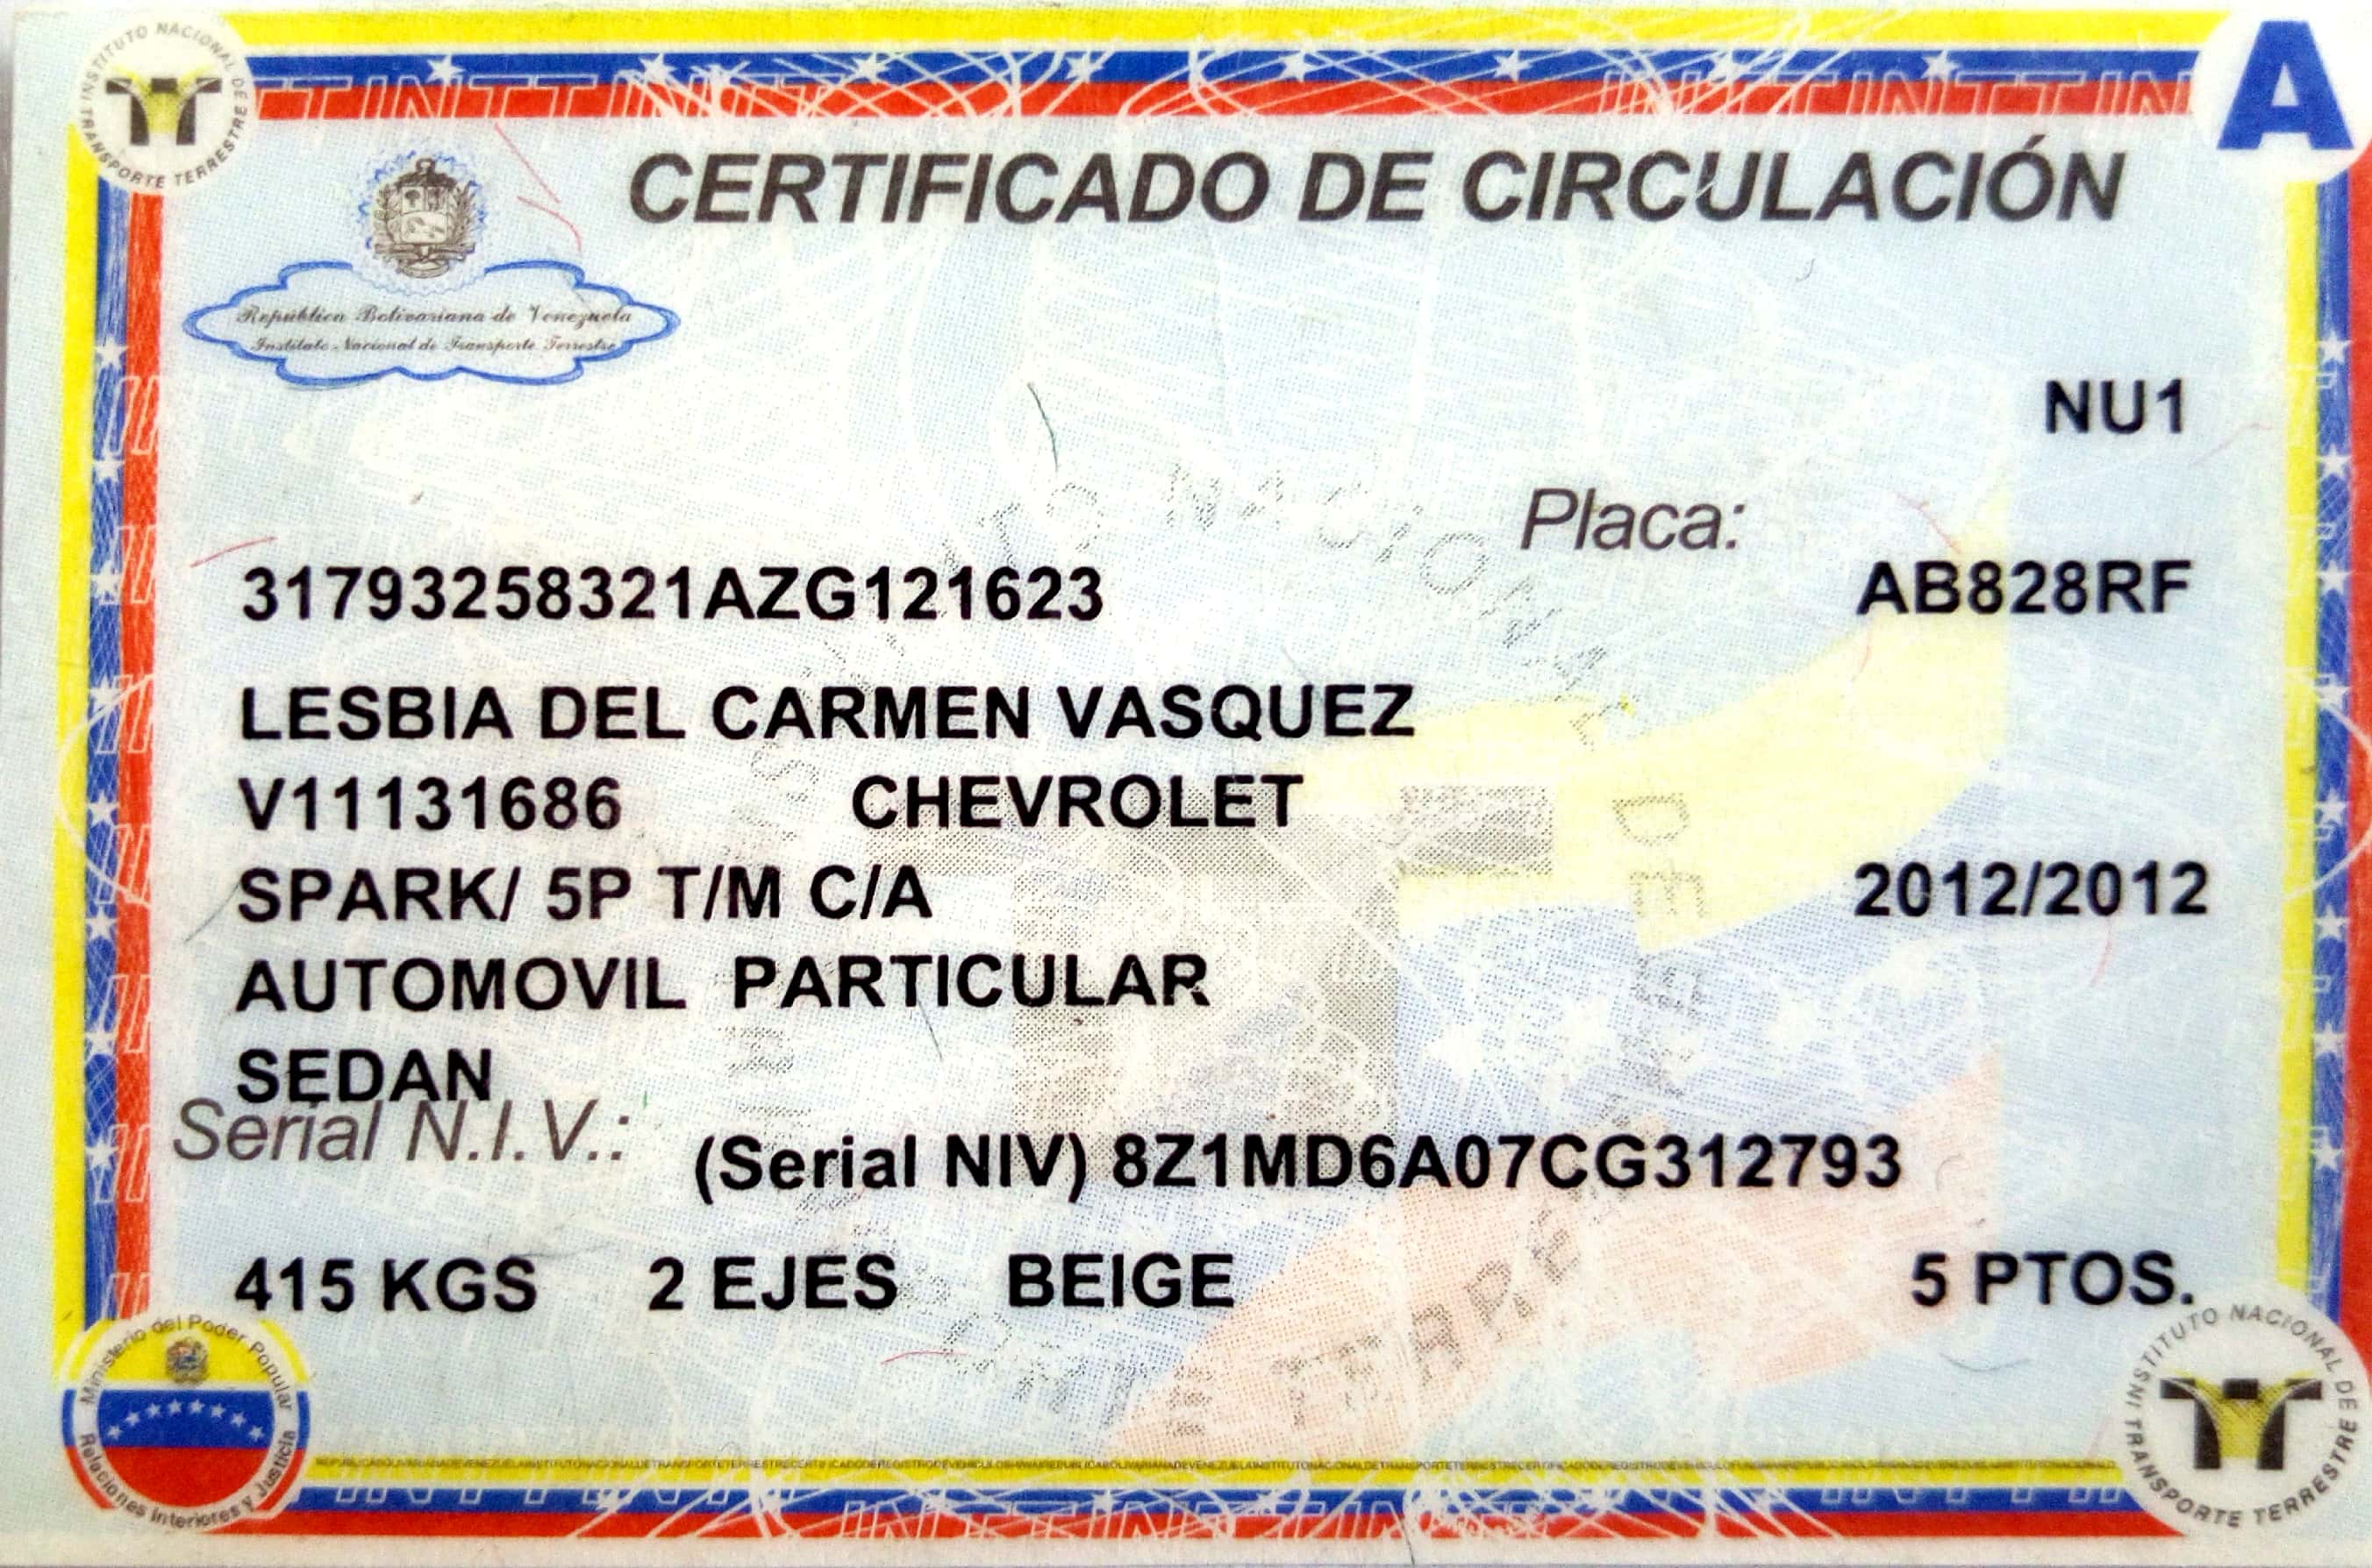 INSTITUTO NACIONAL DE TRANSPORTE TERRESTRE
A
CERTIFICADO DE CIRCULACIÓN
República Bolivariana de Venezuela
Instituto Nacional de Transporte Terrestre
NU1
Placa:
31793258321AZG121623 AB828RF
LESBIA DEL CARMEN VASQUEZ
V11131686 CHEVROLET
SPARK/ 5P T/M C/A 2012/2012
AUTOMOVIL PARTICULAR
SEDAN
Serial N.I.V.: (Serial NIV) 8Z1MD6A07CG312793
415 KGS 2 EJES BEIGE 5 PTOS.
Ministerio del Poder Popular
Relaciones Interiores y Justicia
INSTITUTO NACIONAL DE TRANSPORTE TERRESTRE